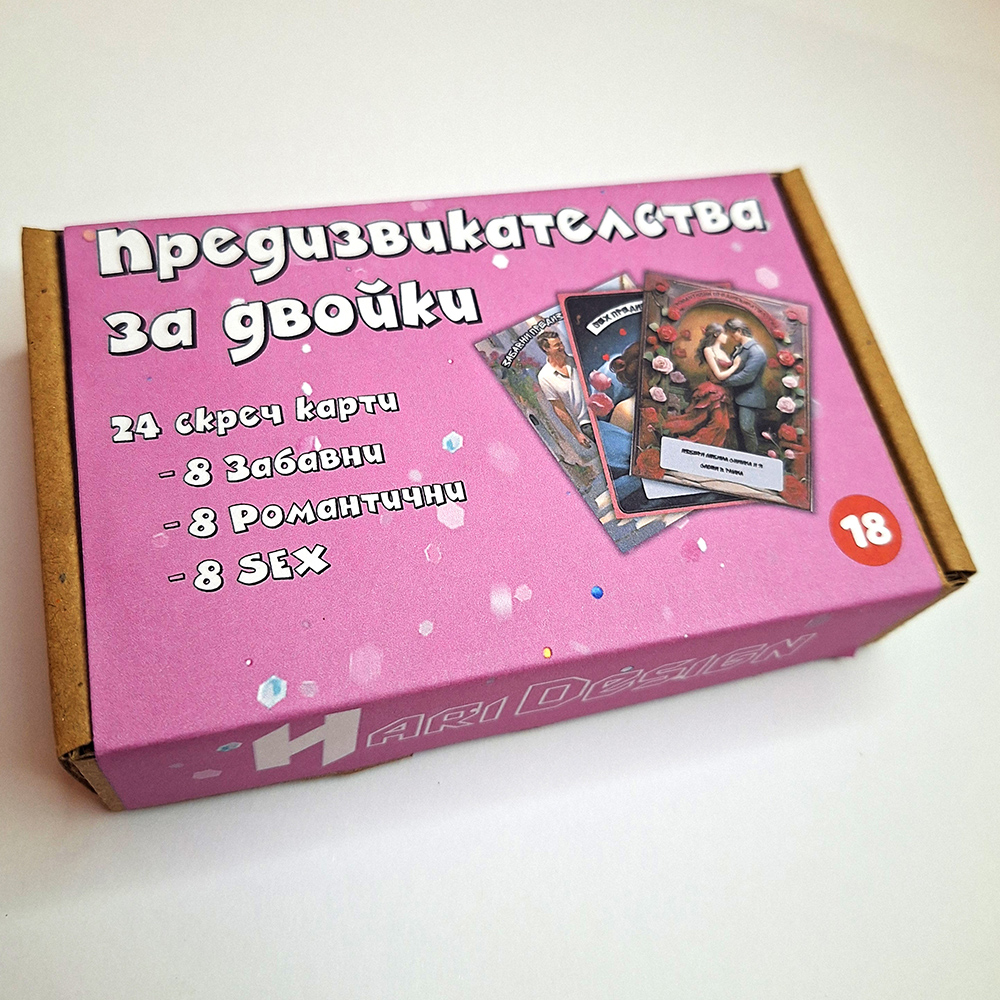 Предизвикателства
за двойки
24 скреч карти
- 8 Забавни
- 8 Романтични
- 8 SEX
18
HARI DESIGN